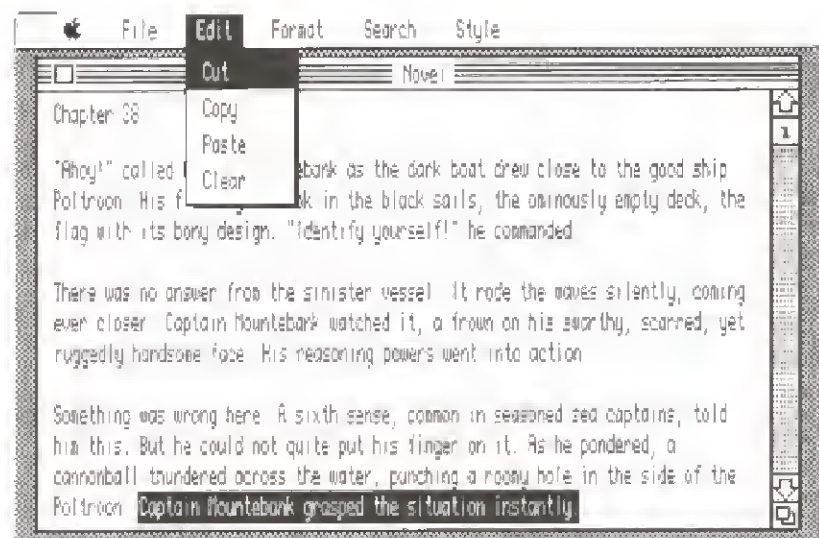 File Edit Format Search Style
Novel
Cut
Copy
Paste
Clear
Chapter 38
1
"Ahoy!" called ebank as the dark boat drew close to the good ship
Poltroon. His f k in the black sails, the ominously empty deck, the
flag with its bony design. "Identify yourself!" he commanded.
There was no answer from the sinister vessel. It rode the waves silently, coming
ever closer. Captain Mountebank watched it, a frown on his swarthy, scarred, yet
ruggedly handsome face. His reasoning powers went into action.
Something was wrong here. A sixth sense, common in seasoned sea captains, told
him this. But he could not quite put his finger on it. As he pondered, a
cannonball thundered across the water, punching a roomy hole in the side of the
Poltroon. Captain Mountebank grasped the situation instantly.